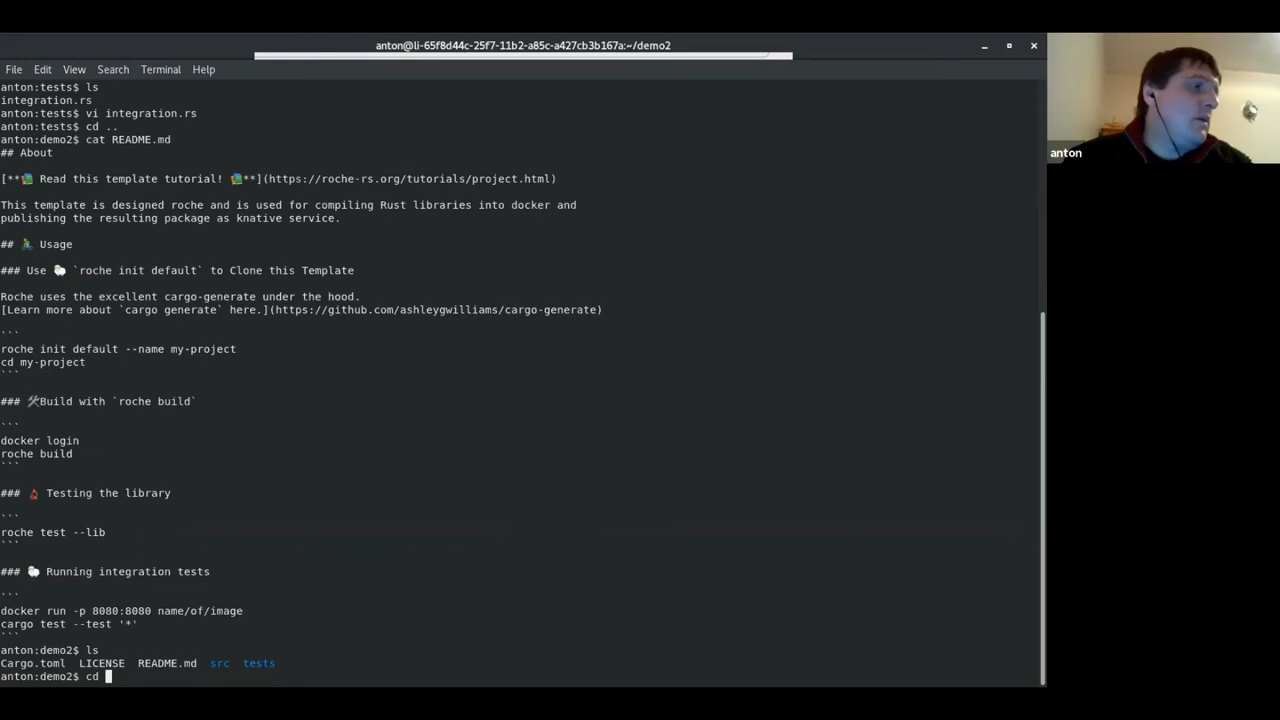 anton@li-65f8d44c-25f7-11b2-a85c-a427cb3b167a:~/demo2
File Edit View Search Terminal Help
anton:tests$ ls
integration.rs
anton:tests$ vi integration.rs
anton:tests$ cd ..
anton:demo2$ cat README.md
## About
[**📚 Read this template tutorial! 📚**](https://roche-rs.org/tutorials/project.html)
This template is designed roche and is used for compiling Rust libraries into docker and
publishing the resulting package as knative service.
## 🚴 Usage
### Use 🐑 `roche init default` to Clone this Template
Roche uses the excellent cargo-generate under the hood.
[Learn more about `cargo generate` here.](https://github.com/ashleygwilliams/cargo-generate)
```
roche init default --name my-project
cd my-project
```
### 🛠️Build with `roche build`
```
docker login
roche build
```
### 🔬 Testing the library
```
roche test --lib
```
### 🐑 Running integration tests
```
docker run -p 8080:8080 name/of/image
cargo test --test '*'
```
anton:demo2$ ls
Cargo.toml LICENSE README.md src tests
anton:demo2$ cd
anton